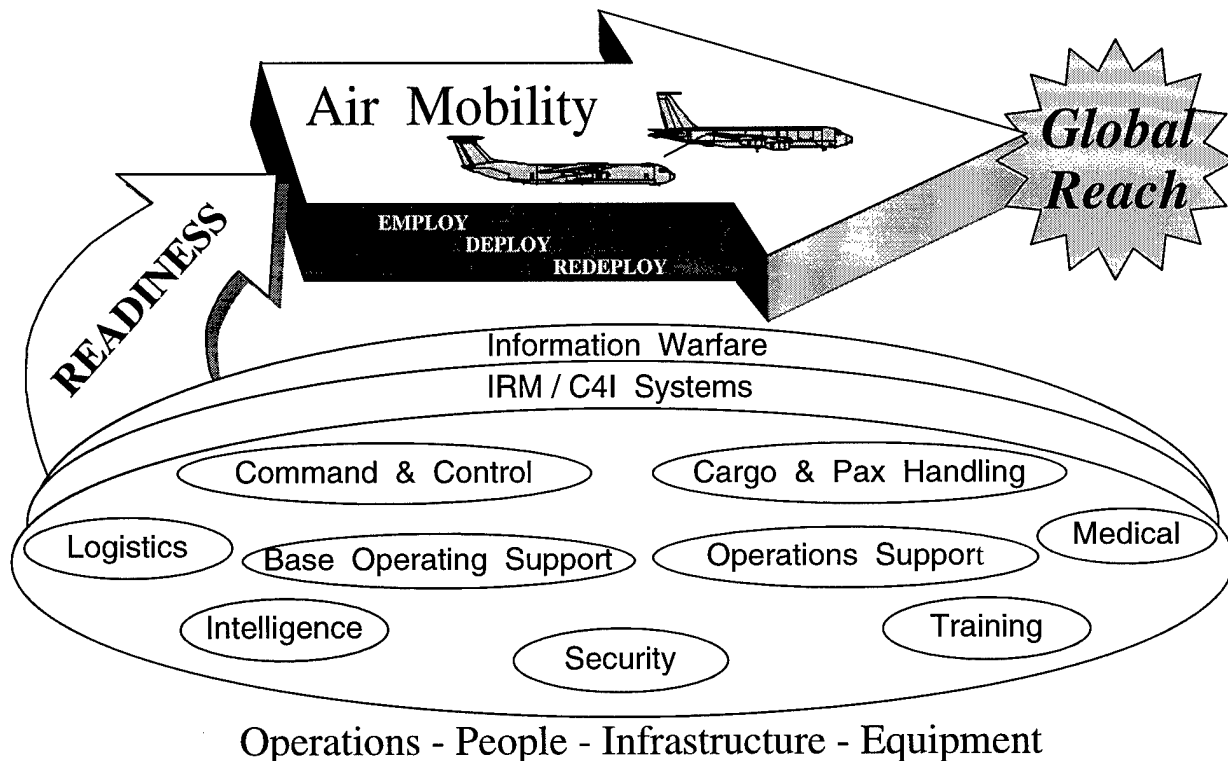 Air Mobility
Global
Reach
EMPLOY
DEPLOY
REDEPLOY
READINESS
Information Warfare
IRM / C4I Systems
Command & Control
Cargo & Pax Handling
Logistics
Base Operating Support
Operations Support
Medical
Intelligence
Security
Training
Operations - People - Infrastructure - Equipment